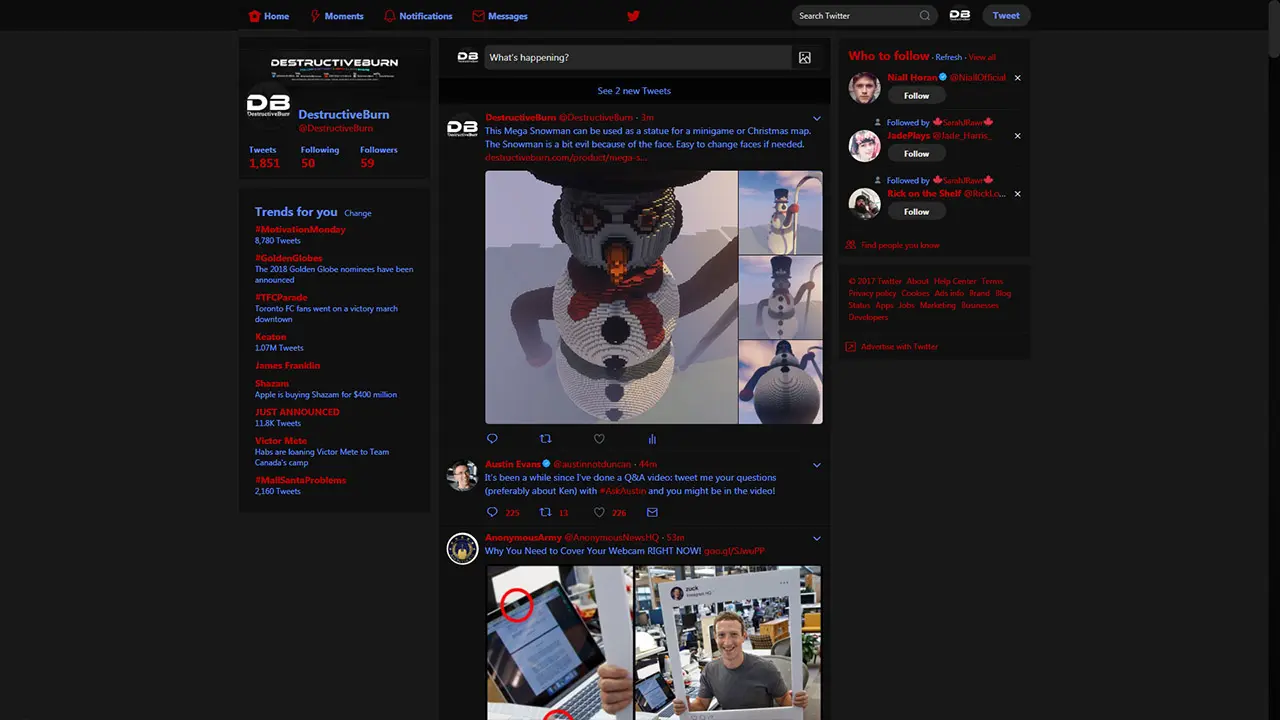 Home Moments Notifications Messages Search Twitter DB Tweet
DESTRUCTIVEBURN
DB
DestructiveBurn
DestructiveBurn
@DestructiveBurn
Tweets Following Followers
1,851 50 59
Trends for you Change
#MotivationMonday
8,780 Tweets
#GoldenGlobes
The 2018 Golden Globe nominees have been
announced
#TFCParade
Toronto FC fans went on a victory march
downtown
Keaton
1.07M Tweets
James Franklin
Shazam
Apple is buying Shazam for $400 million
JUST ANNOUNCED
11.8K Tweets
Victor Mete
Habs are loaning Victor Mete to Team
Canada's camp
#MallSantaProblems
2,160 Tweets
DB What's happening?
See 2 new Tweets
DB
DestructiveBurn @DestructiveBurn · 3m
This Mega Snowman can be used as a statue for a minigame or Christmas map.
The Snowman is a bit evil because of the face. Easy to change faces if needed.
destructiveburn.com/product/mega-s...
Austin Evans @austinnotduncan · 44m
It's been a while since I've done a Q&A video: tweet me your questions
(preferably about Ken) with #AskAustin and you might be in the video!
225 13 226
AnonymousArmy @AnonymousNewsHQ · 53m
Why You Need to Cover Your Webcam RIGHT NOW! goo.gl/SJwuPP
zuck
Who to follow · Refresh · View all
Niall Horan @NiallOfficial
Follow
Followed by SarahJRawr
JadePlays @Jade_Harris_
Follow
Followed by SarahJRawr
Rick on the Shelf @RickLo...
Follow
Find people you know
© 2017 Twitter About Help Center Terms
Privacy policy Cookies Ads info Brand Blog
Status Apps Jobs Marketing Businesses
Developers
Advertise with Twitter